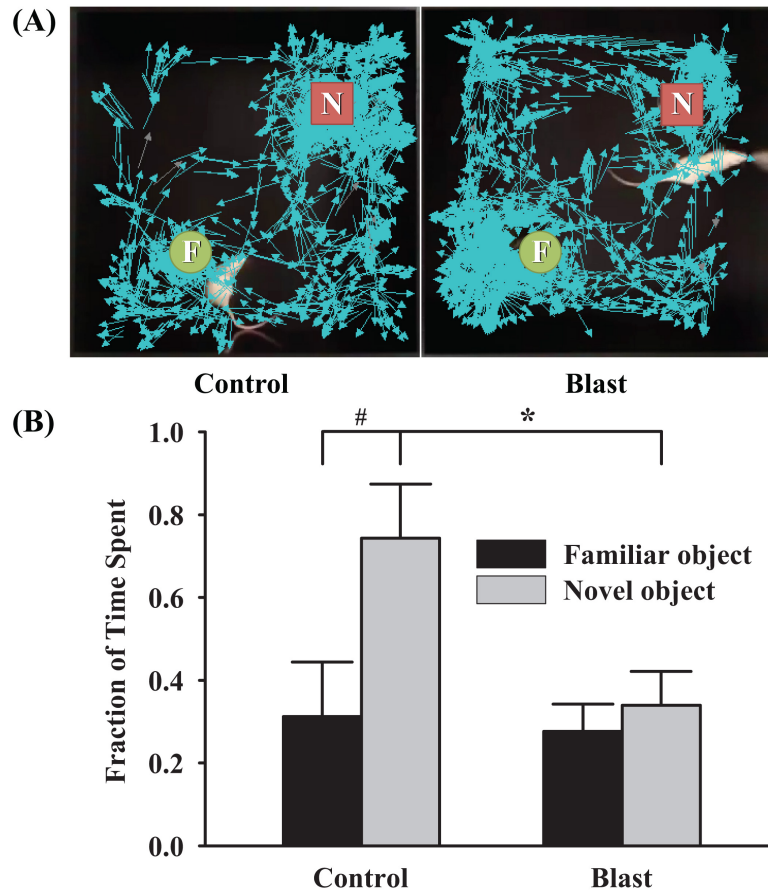 (A)
N
F
N
F
Control
Blast
(B)
#
*
1.0
0.8
0.6
0.4
0.2
0.0
Fraction of Time Spent
Familiar object
Novel object
Control
Blast